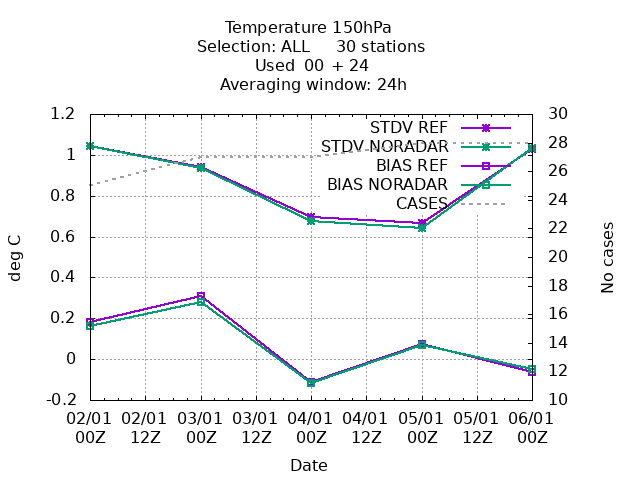 Temperature 150hPa
Selection: ALL     30 stations
Used  00 + 24
Averaging window: 24h
1.2
1
0.8
0.6
0.4
0.2
0
-0.2
deg C
30
28
26
24
22
20
18
16
14
12
10
No cases
STDV REF
STDV NORADAR
BIAS REF
BIAS NORADAR
CASES
02/01 02/01 03/01 03/01 04/01 04/01 05/01 05/01 06/01
00Z 12Z 00Z 12Z 00Z 12Z 00Z 12Z 00Z
Date